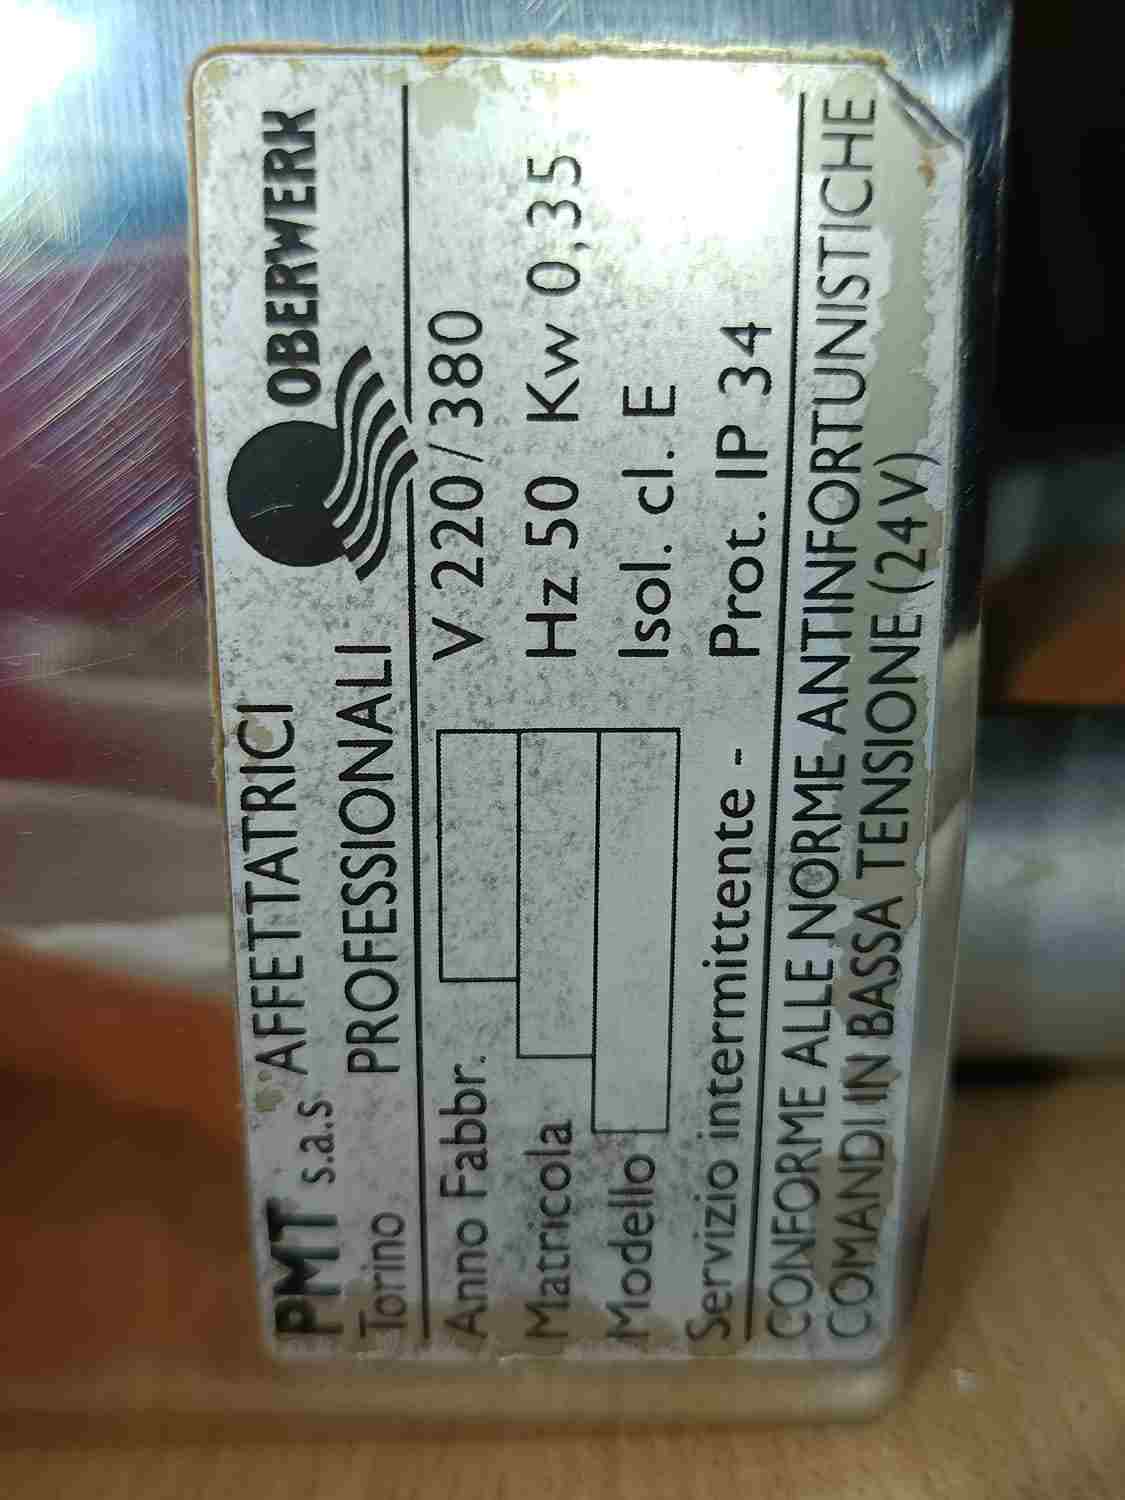 PMT s.a.s AFFETTATRICI OBERWERK
Torino PROFESSIONALI
Anno Fabbr. V 220/380
Matricola Hz 50 Kw 0,35
Modello Isol. cl. E
Servizio intermittente - Prot. IP 34
CONFORME ALLE NORME ANTINFORTUNISTICHE
COMANDI IN BASSA TENSIONE (24V)